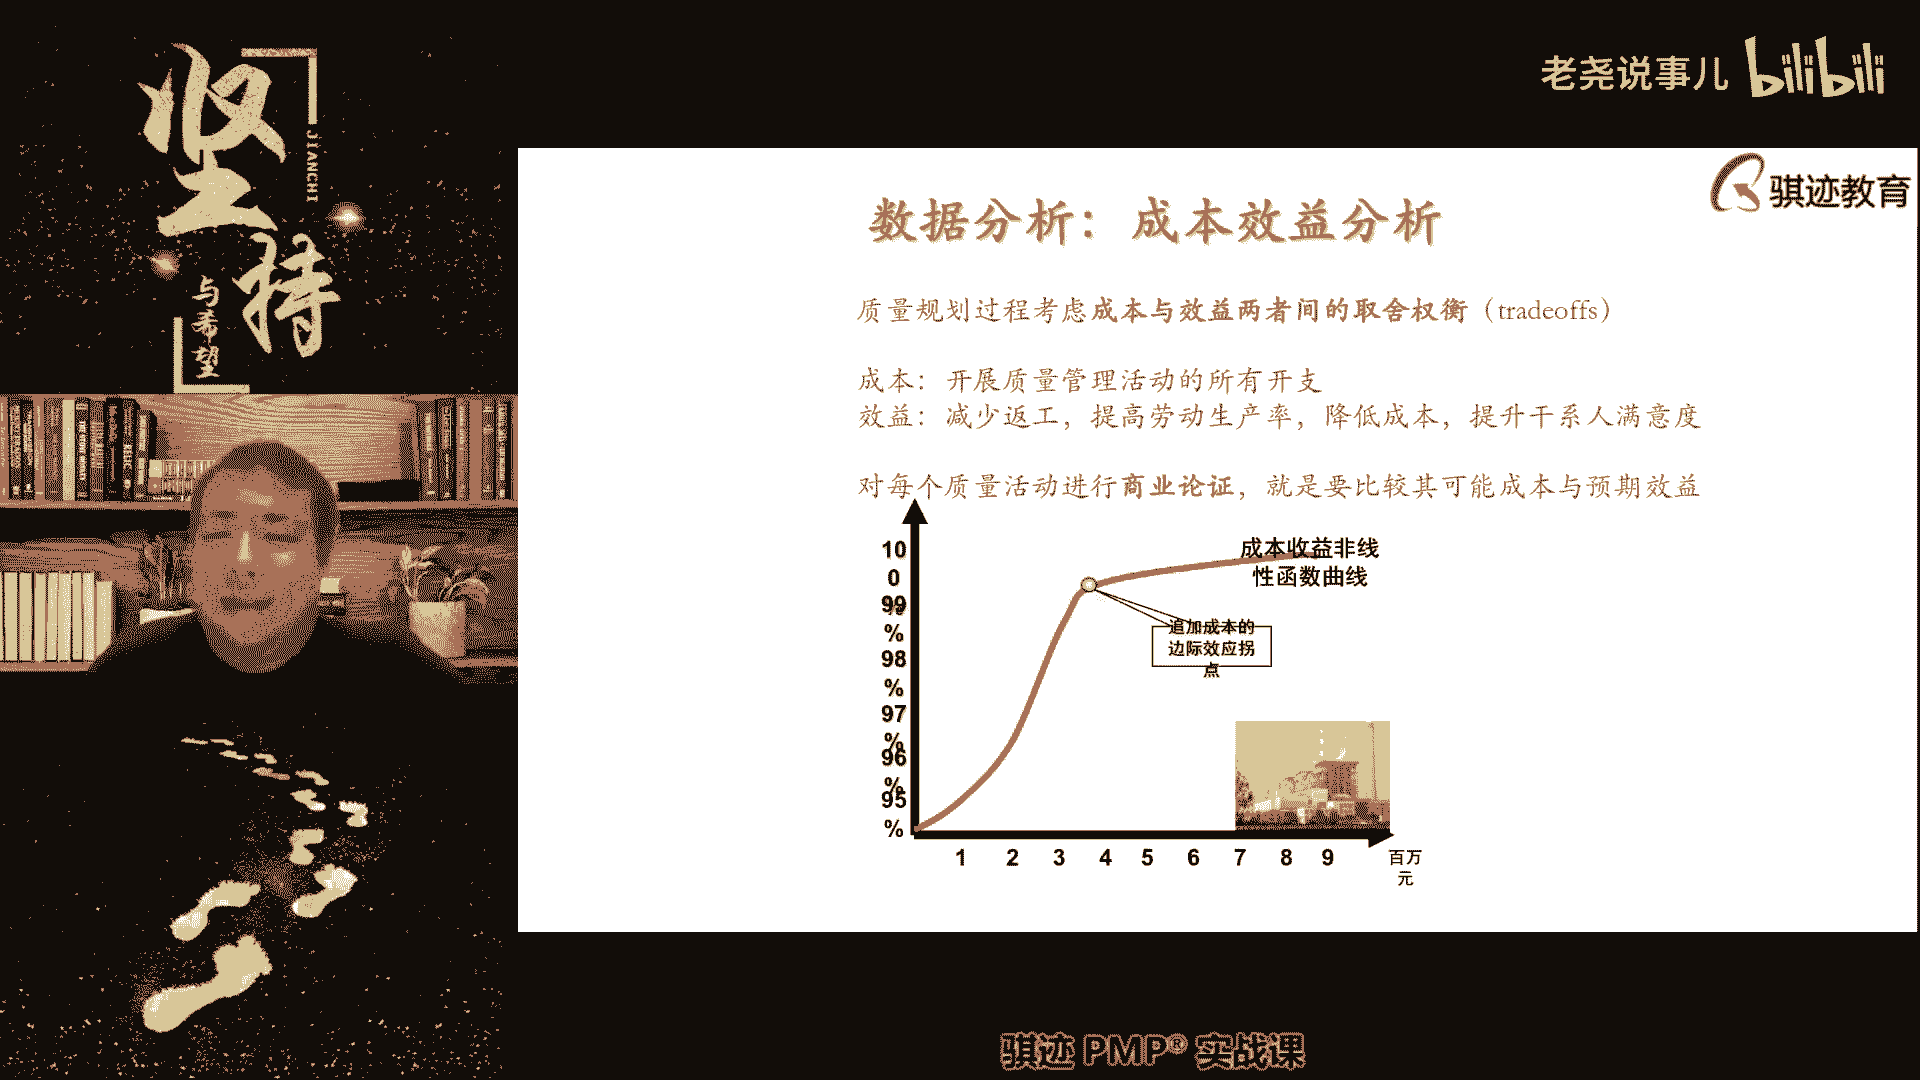 坚持
JIANCHI
与希望
老尧说事儿 bilibili
骐迹教育
数据分析：成本效益分析
质量规划过程考虑成本与效益两者间的取舍权衡（tradeoffs）
成本：开展质量管理活动的所有开支
效益：减少返工，提高劳动生产率，降低成本，提升干系人满意度
对每个质量活动进行商业论证，就是要比较其可能成本与预期效益
成本收益非线
性函数曲线
追加成本的
边际效应拐
点
10
0
%
99
%
98
%
97
%
96
%
95
%
1 2 3 4 5 6 7 8 9
百万
元
骐迹 PMP® 实战课